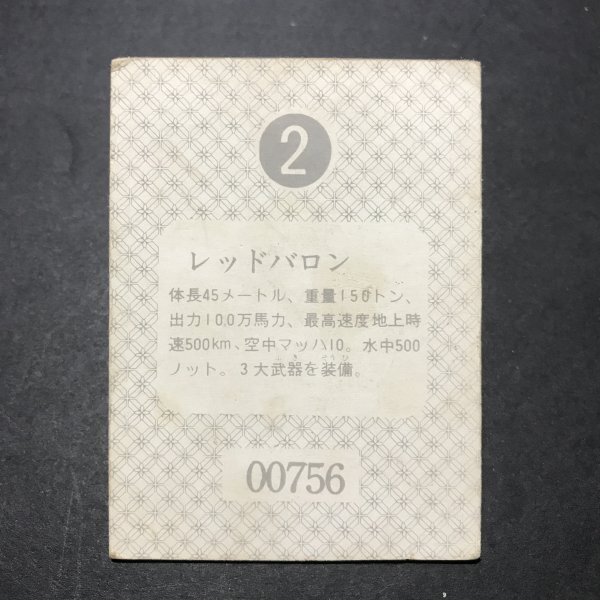 2
レッドバロン
体長45メートル、重量150トン、
出力100万馬力、最高速度地上時
速500km、空中マッハ10。水中500
ノット。3大武器を装備。
00756